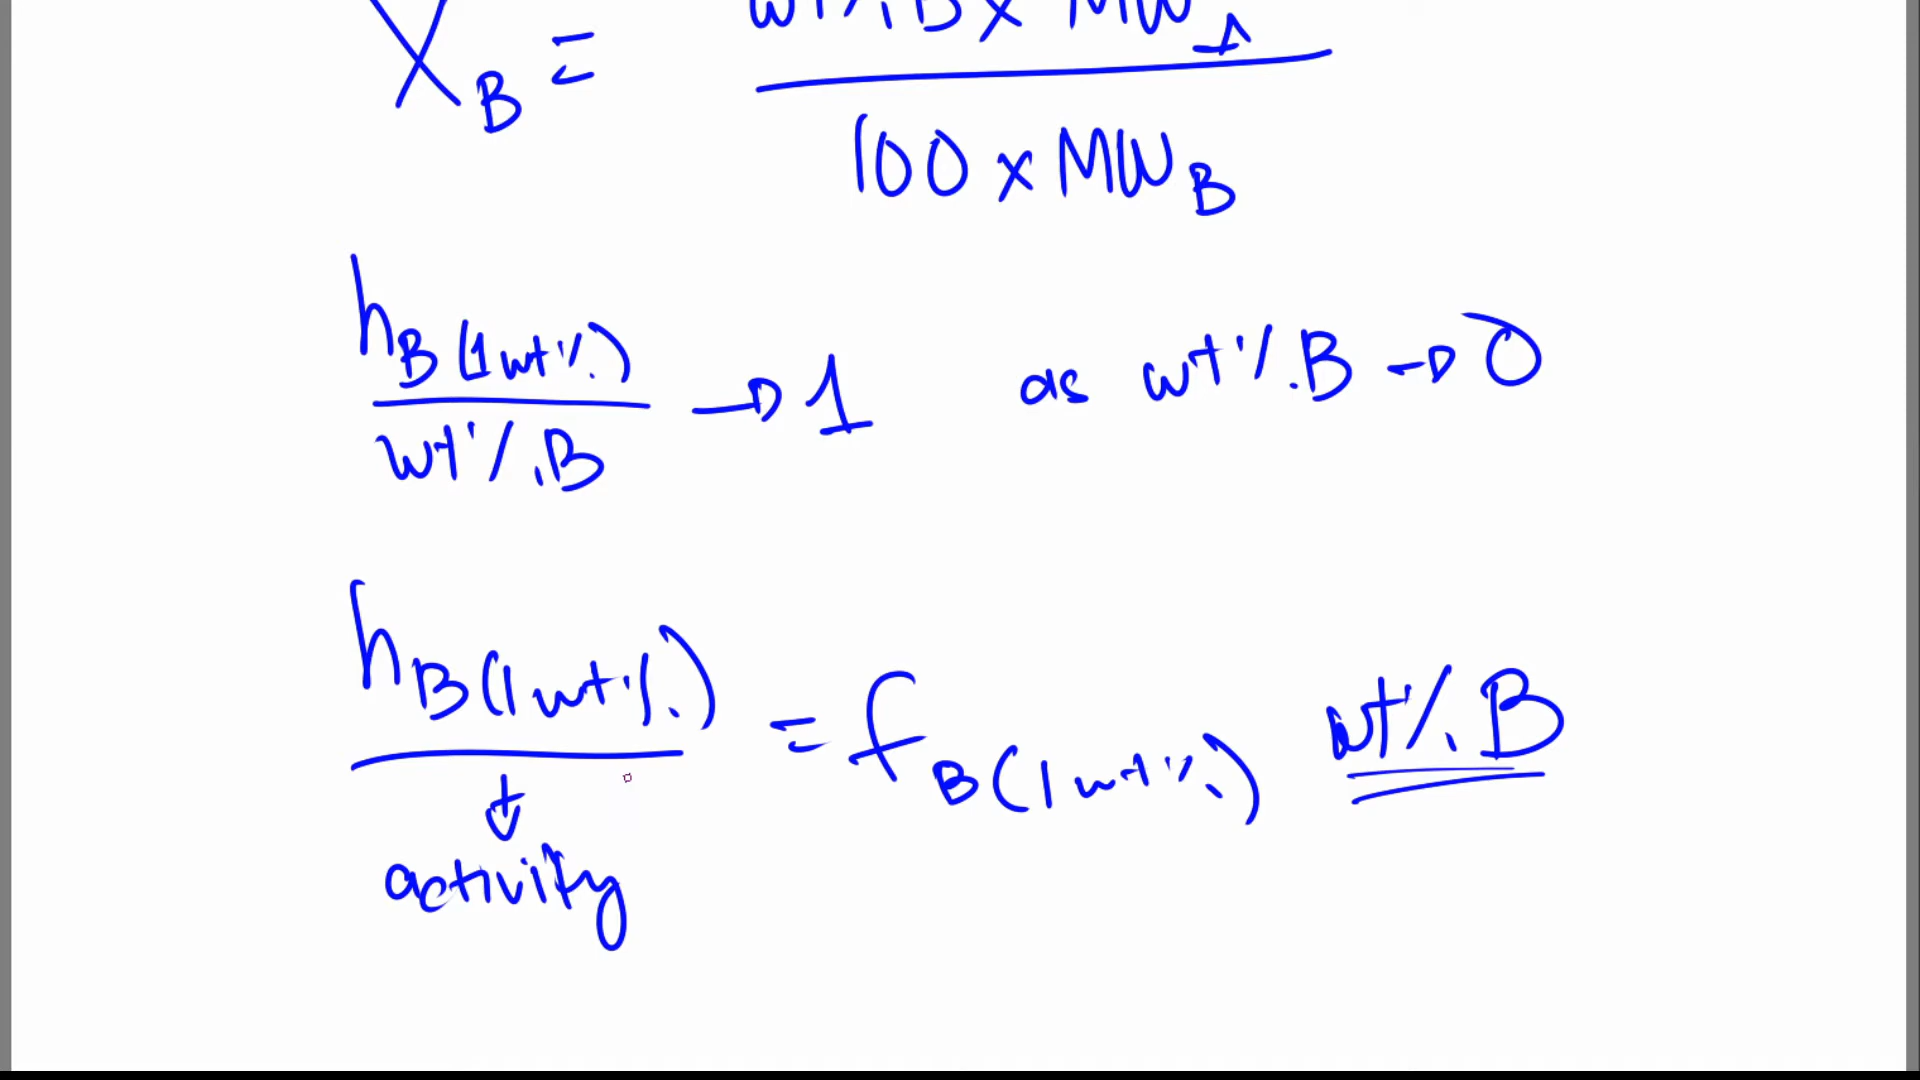 X_B = (wt%.B × MW_A) / (100 × MW_B)
h_B(1wt%) / wt%.B → 1 as wt%.B → 0
h_B(1wt%.) = f_B(1wt%.) wt%.B
↓
activity